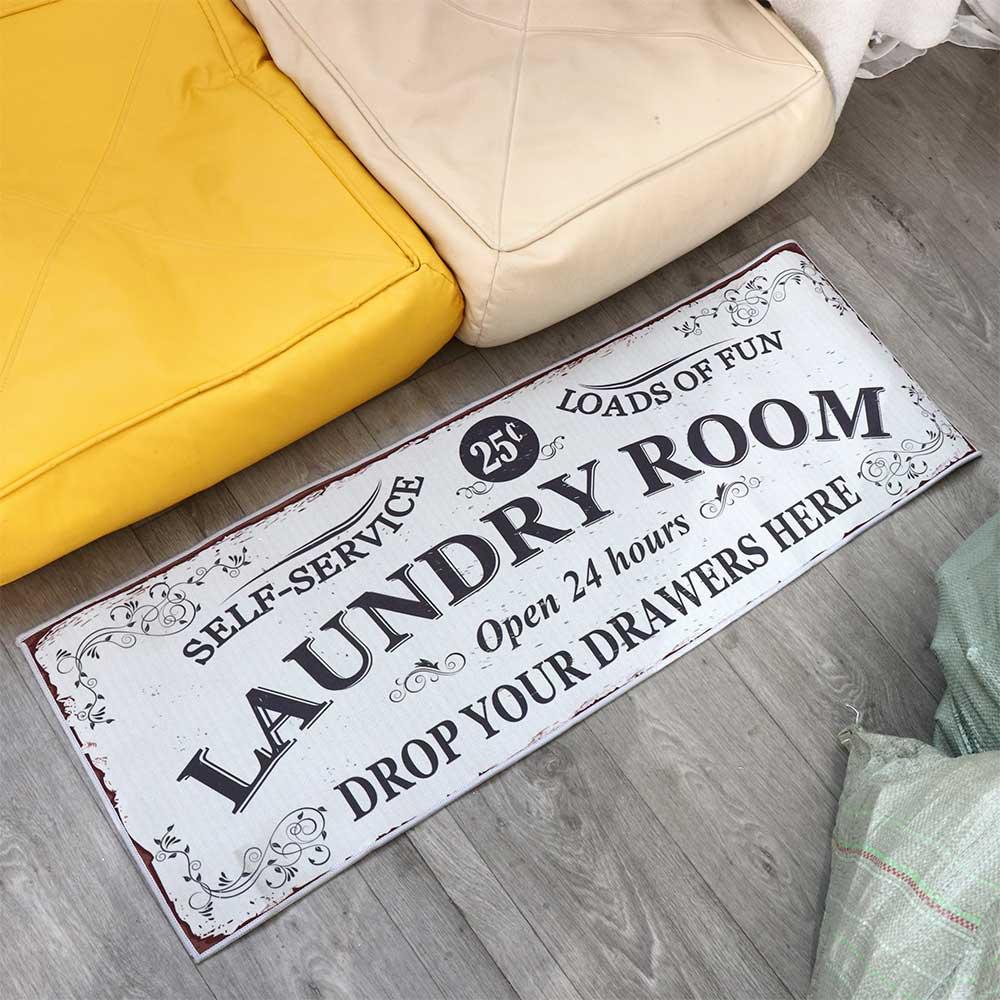 SELF-SERVICE
25¢
LOADS OF FUN
LAUNDRY ROOM
Open 24 hours
DROP YOUR DRAWERS HERE